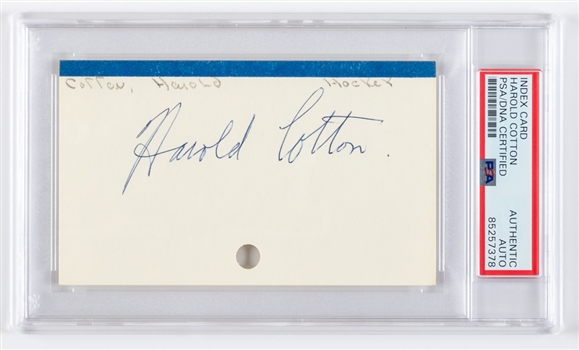 Cotton, Harold Hockey
Harold Cotton.
INDEX CARD
HAROLD COTTON
PSA/DNA CERTIFIED
PSA
AUTHENTIC
AUTO
85257378